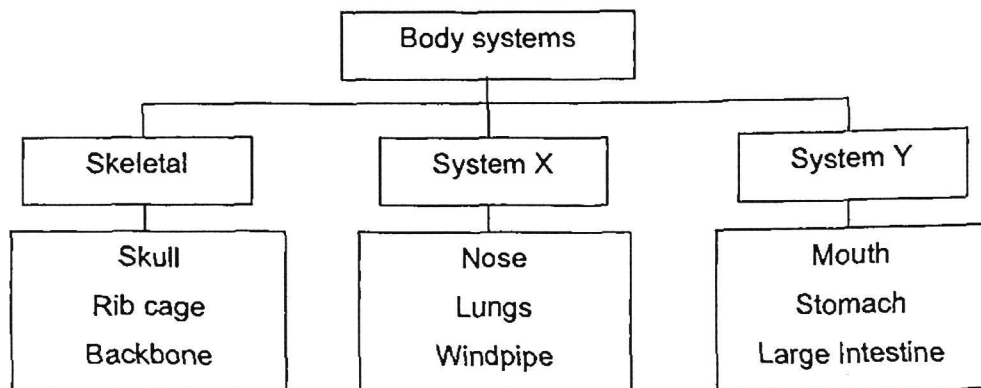 Body systems
Skeletal
System X
System Y
Skull
Rib cage
Backbone
Nose
Lungs
Windpipe
Mouth
Stomach
Large Intestine